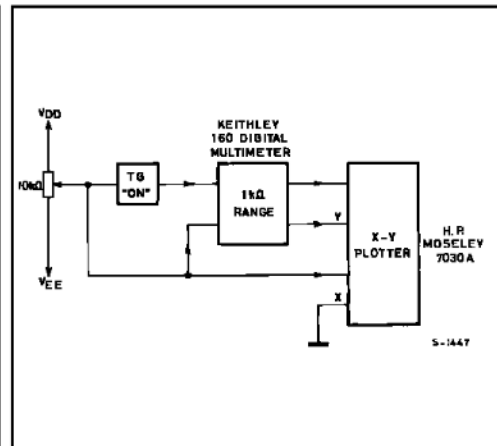 VDD
10kΩ
VEE
TG
"ON"
KEITHLEY
160 DIGITAL
MULTIMETER
1kΩ
RANGE
Y
X
X-Y
PLOTTER
H.P.
MOSELEY
7030A
S-1447